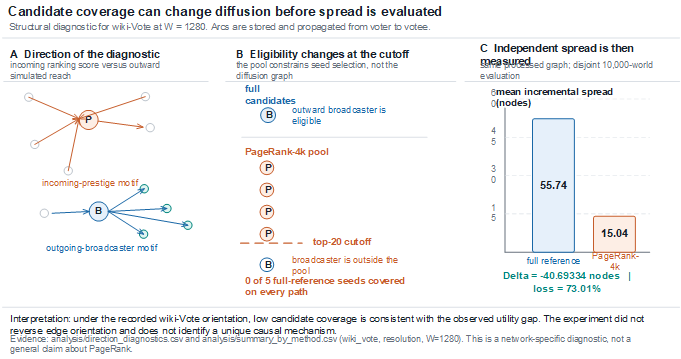 Candidate coverage can change diffusion before spread is evaluated
Structural diagnostic for wiki-Vote at W = 1280. Arcs are stored and propagated from voter to votee.
A Direction of the diagnostic
incoming ranking score versus outward
simulated reach
P
incoming-prestige motif
B
outgoing-broadcaster motif
B Eligibility changes at the cutoff
the pool constrains seed selection, not the
diffusion graph
full
candidates
B
outward broadcaster is
eligible
PageRank-4k pool
P
P
P
P
top-20 cutoff
B
broadcaster is outside the
pool
0 of 5 full-reference seeds covered
on every path
C Independent spread is then
measured
same processed graph; disjoint 10,000-world
evaluation
mean incremental spread
(nodes)
60
45
30
15
0
55.74
15.04
full reference
PageRank-
4k
Delta = -40.69334 nodes |
loss = 73.01%
Interpretation: under the recorded wiki-Vote orientation, low candidate coverage is consistent with the observed utility gap. The experiment did not
reverse edge orientation and does not identify a unique causal mechanism.
Evidence: analysis/direction_diagnostics.csv and analysis/summary_by_method.csv (wiki_vote, resolution, W=1280). This is a network-specific diagnostic, not a
general claim about PageRank.